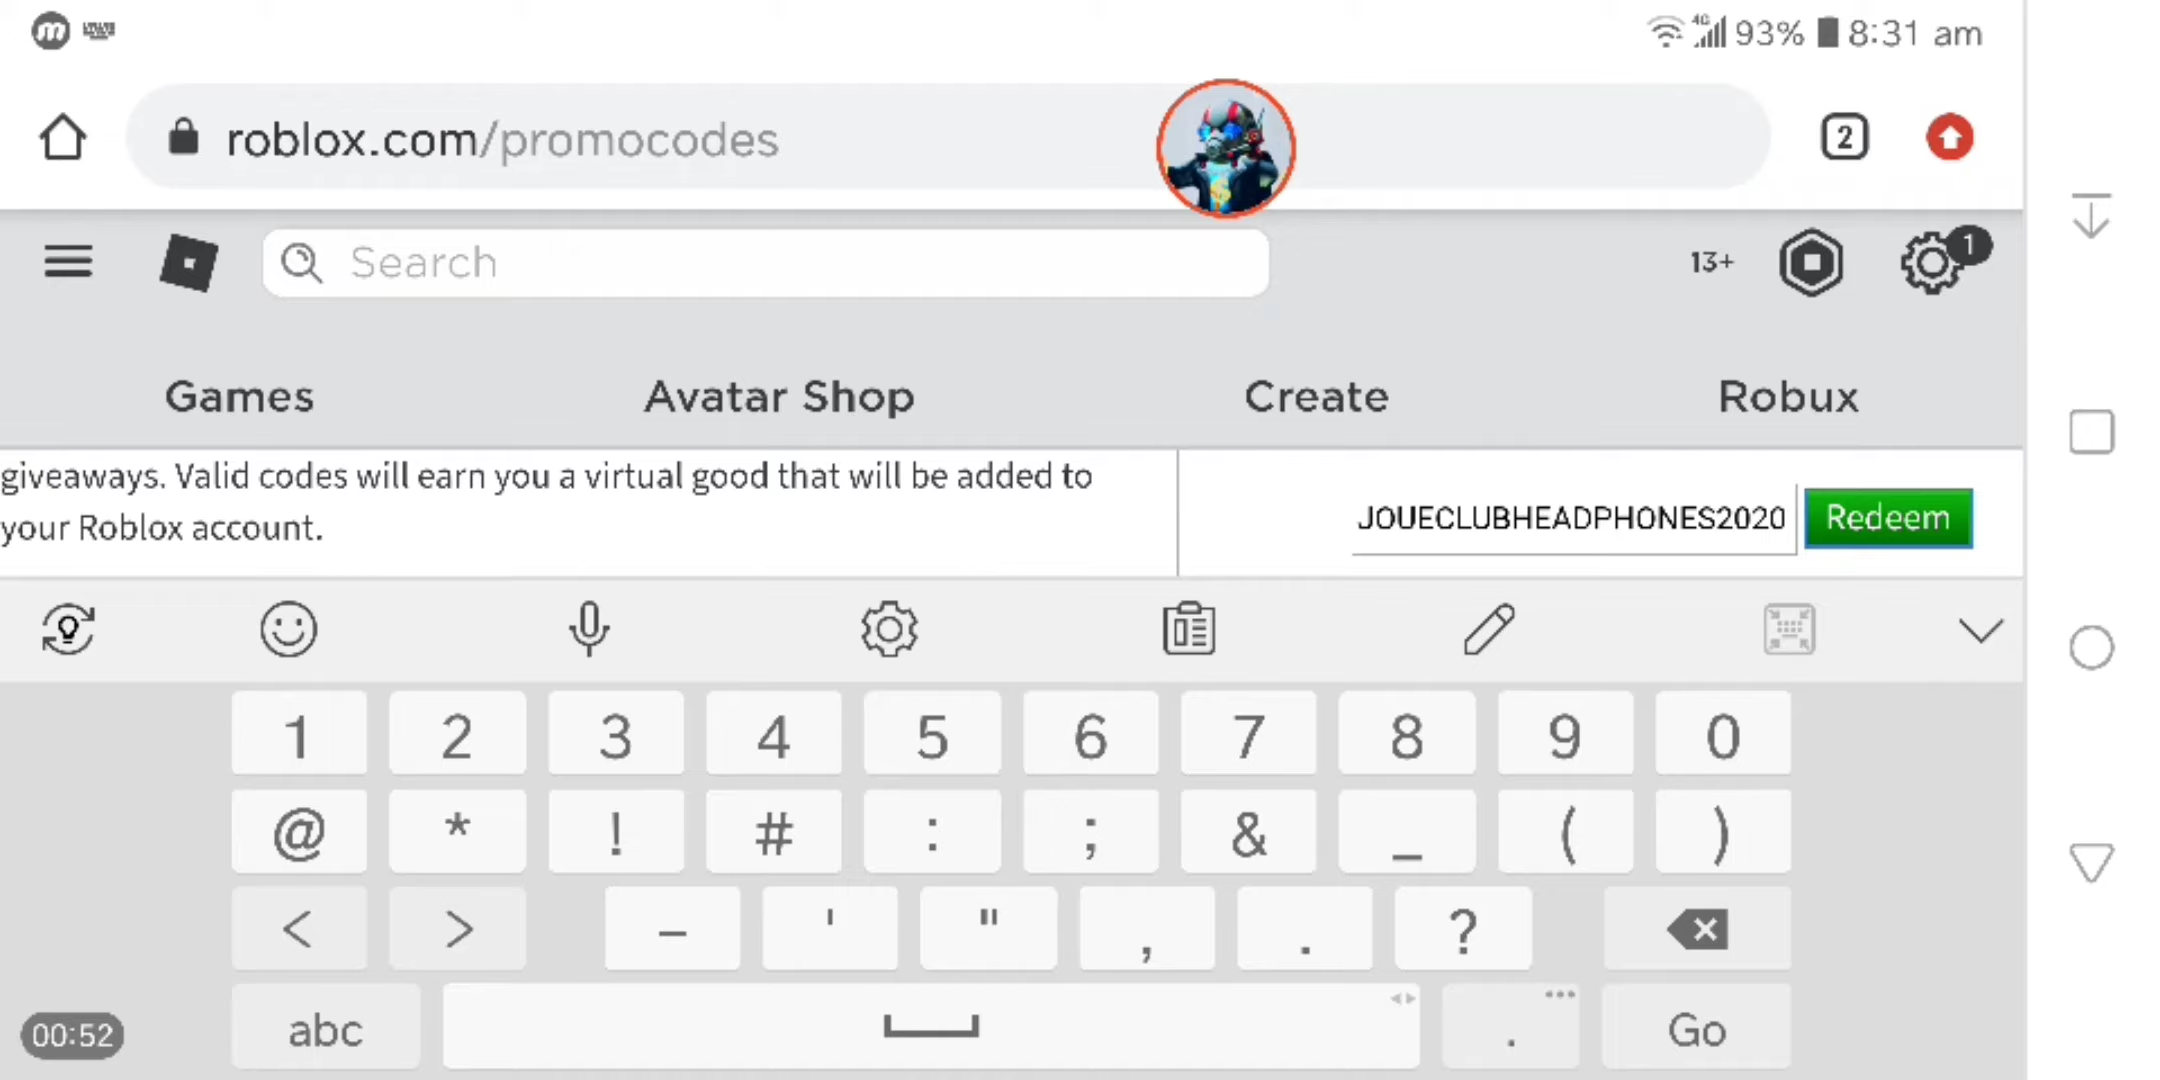 93% 8:31 am
roblox.com/promocodes
2
Search
13+
1
Games Avatar Shop Create Robux
giveaways. Valid codes will earn you a virtual good that will be added to
your Roblox account.
JOUECLUBHEADPHONES2020 Redeem
1 2 3 4 5 6 7 8 9 0
@ * ! # : ; & _ ( )
< > - ' " , . ?
abc . Go
00:52